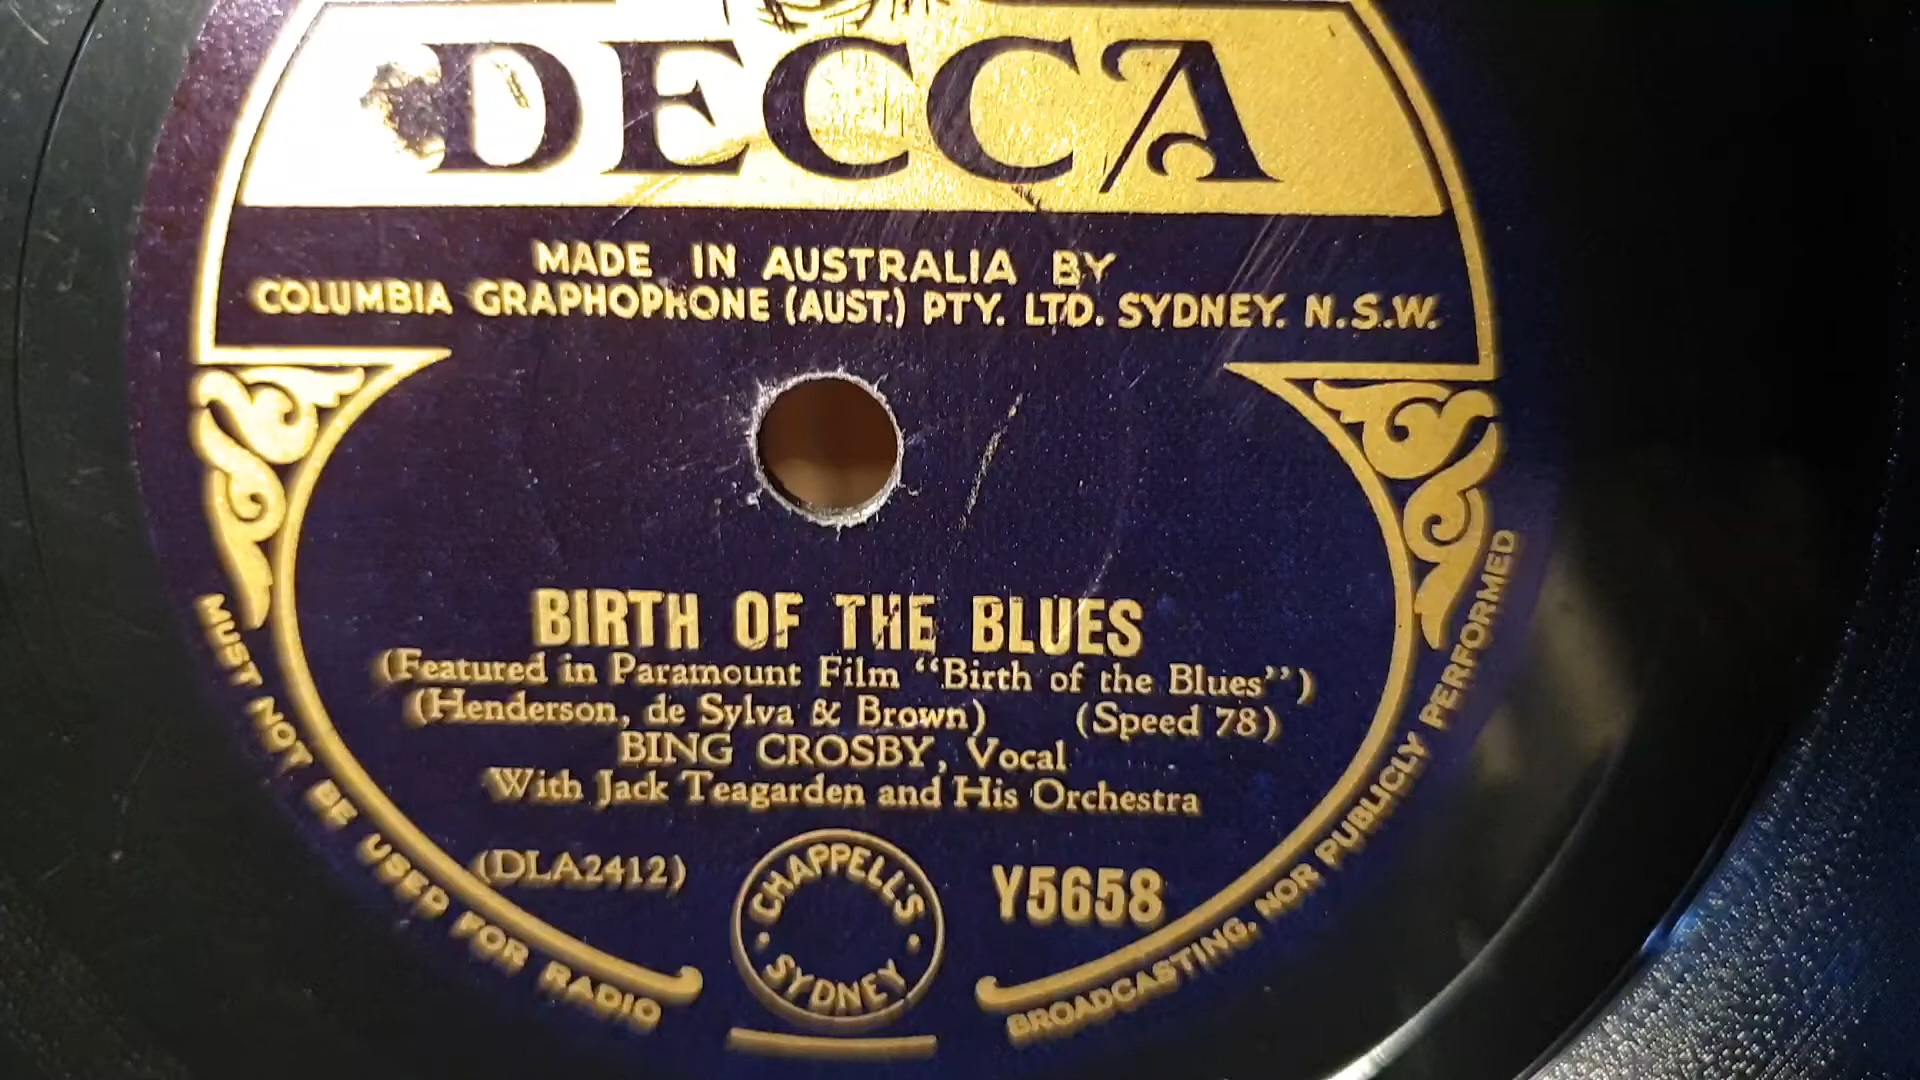 DECCA
MADE IN AUSTRALIA BY
COLUMBIA GRAPHOPHONE (AUST.) PTY. LTD. SYDNEY. N.S.W.
BIRTH OF THE BLUES
(Featured in Paramount Film “Birth of the Blues”)
(Henderson, de Sylva & Brown) (Speed 78)
BING CROSBY, Vocal
With Jack Teagarden and His Orchestra
(DLA2412)
CHAPPELL'S
SYDNEY
Y5658
MUST NOT BE USED FOR RADIO
BROADCASTING. NOR PUBLICLY PERFORMED